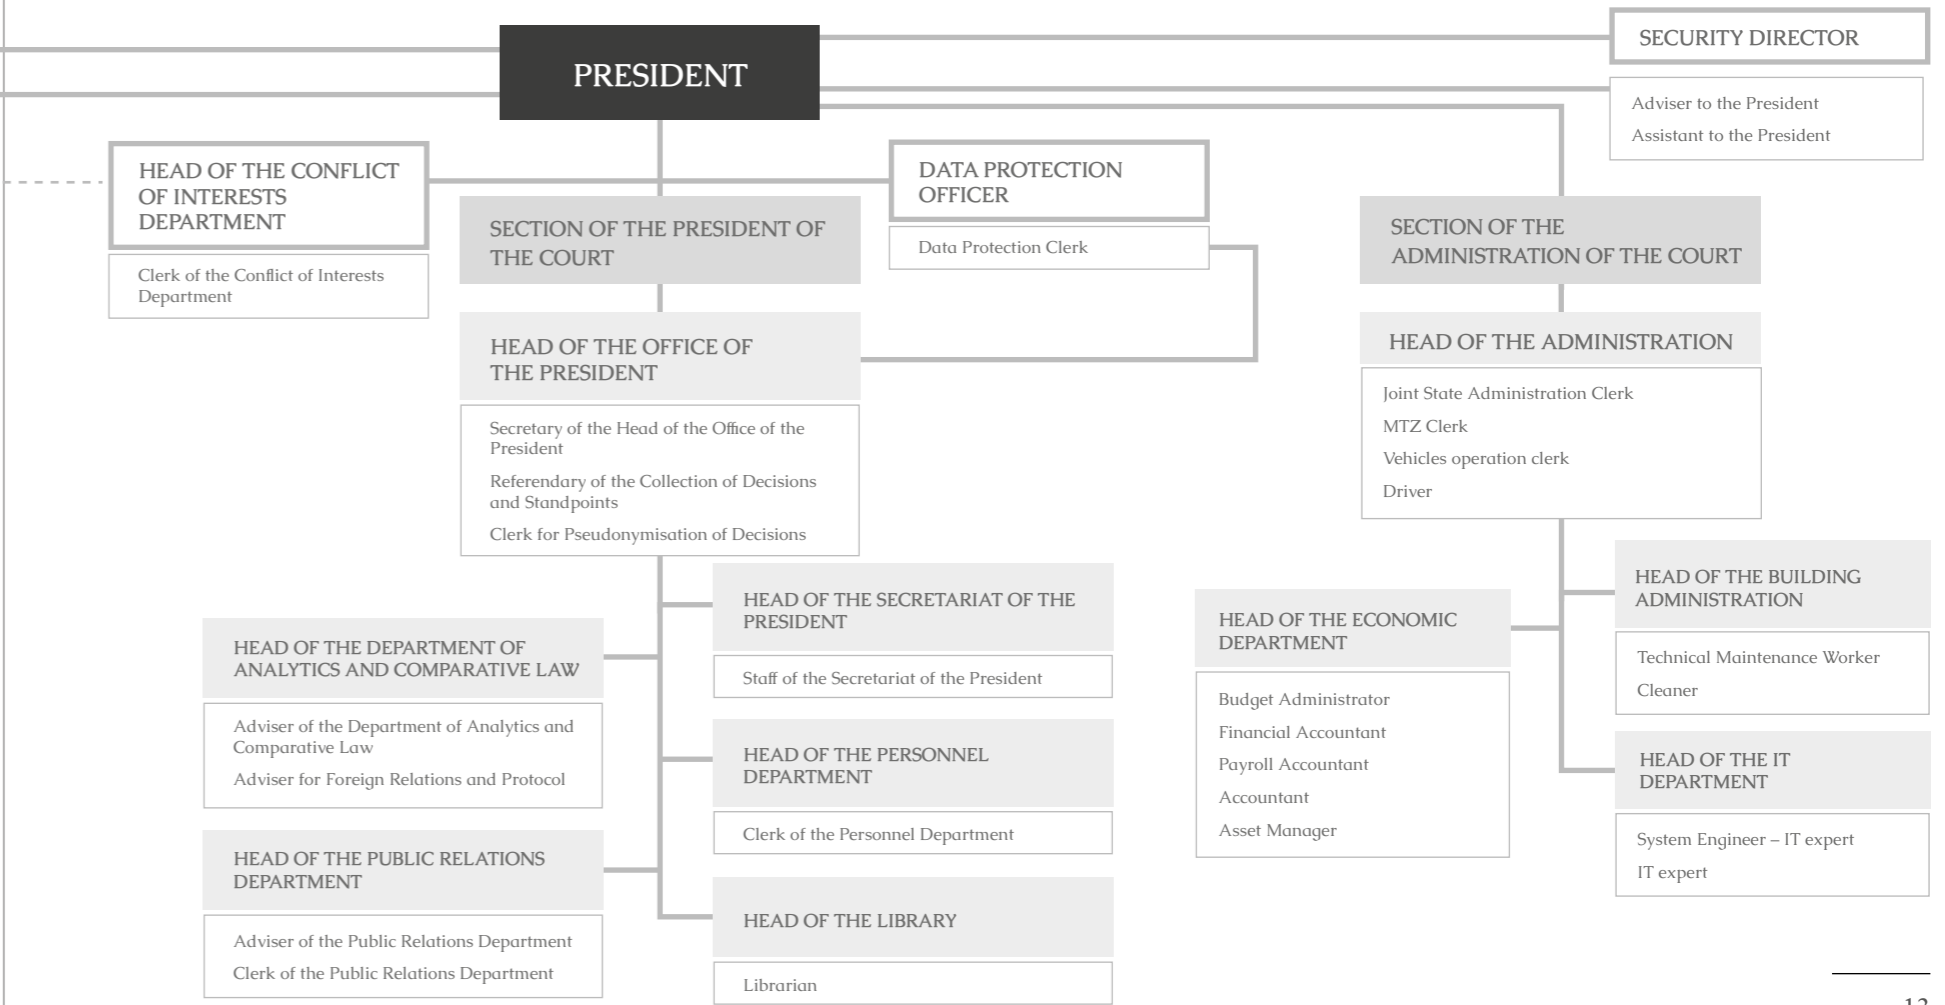 PRESIDENT
SECURITY DIRECTOR
Adviser to the President
Assistant to the President
HEAD OF THE CONFLICT
OF INTERESTS
DEPARTMENT
Clerk of the Conflict of Interests
Department
SECTION OF THE PRESIDENT OF
THE COURT
DATA PROTECTION
OFFICER
Data Protection Clerk
SECTION OF THE
ADMINISTRATION OF THE COURT
HEAD OF THE OFFICE OF
THE PRESIDENT
Secretary of the Head of the Office of the
President
Referendary of the Collection of Decisions
and Standpoints
Clerk for Pseudonymisation of Decisions
HEAD OF THE ADMINISTRATION
Joint State Administration Clerk
MTZ Clerk
Vehicles operation clerk
Driver
HEAD OF THE DEPARTMENT OF
ANALYTICS AND COMPARATIVE LAW
Adviser of the Department of Analytics and
Comparative Law
Adviser for Foreign Relations and Protocol
HEAD OF THE PUBLIC RELATIONS
DEPARTMENT
Adviser of the Public Relations Department
Clerk of the Public Relations Department
HEAD OF THE SECRETARIAT OF THE
PRESIDENT
Staff of the Secretariat of the President
HEAD OF THE PERSONNEL
DEPARTMENT
Clerk of the Personnel Department
HEAD OF THE LIBRARY
Librarian
HEAD OF THE ECONOMIC
DEPARTMENT
Budget Administrator
Financial Accountant
Payroll Accountant
Accountant
Asset Manager
HEAD OF THE BUILDING
ADMINISTRATION
Technical Maintenance Worker
Cleaner
HEAD OF THE IT
DEPARTMENT
System Engineer – IT expert
IT expert